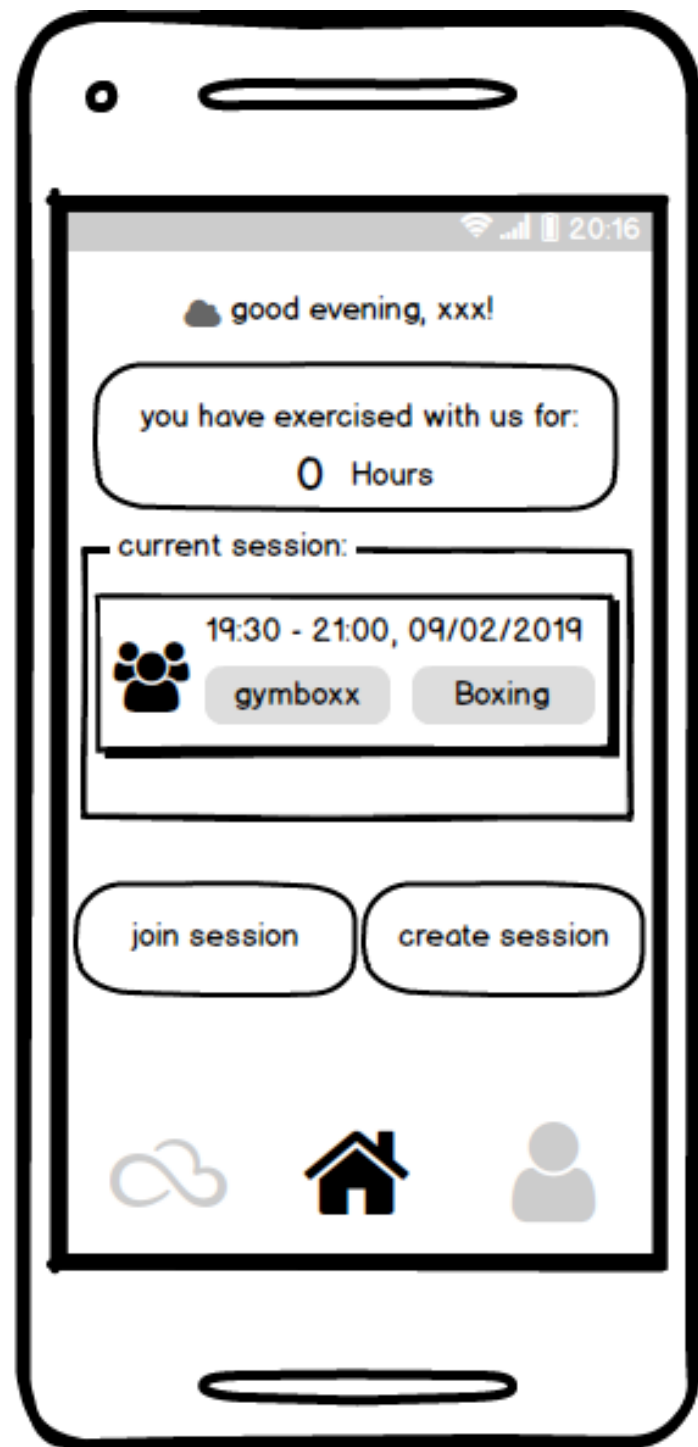 20:16
good evening, xxx!
you have exercised with us for:
0 Hours
current session:
19:30 - 21:00, 09/02/2019
gymboxx Boxing
join session create session